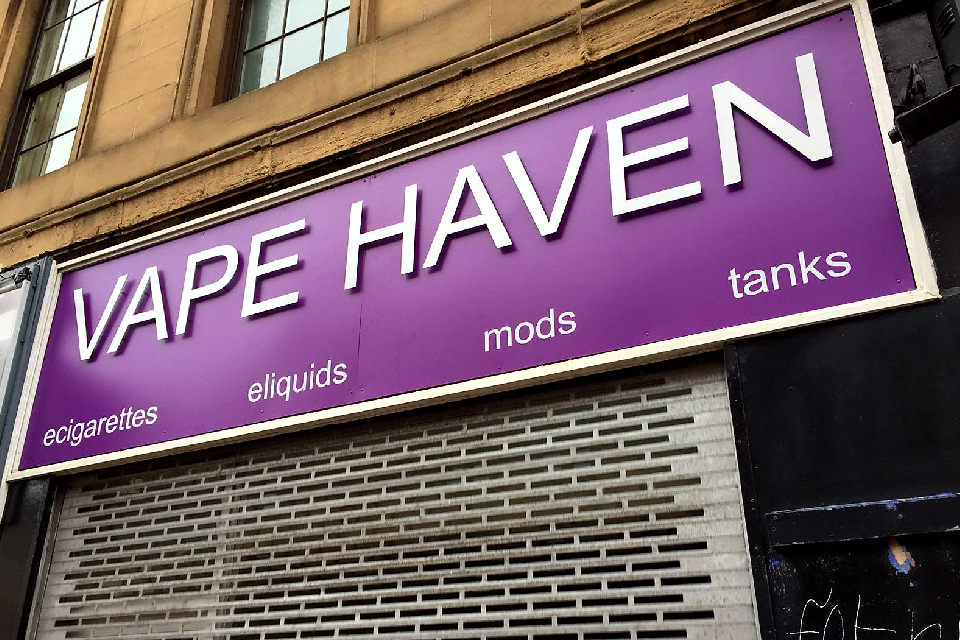 VAPE HAVEN
ecigarettes eliquids mods tanks